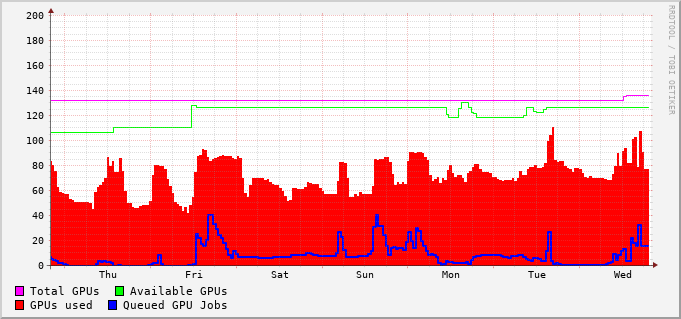 200
180
160
140
120
100
80
60
40
20
0
Thu Fri Sat Sun Mon Tue Wed
Total GPUs Available GPUs
GPUs used Queued GPU Jobs
RRDTOOL / TOBI OETIKER